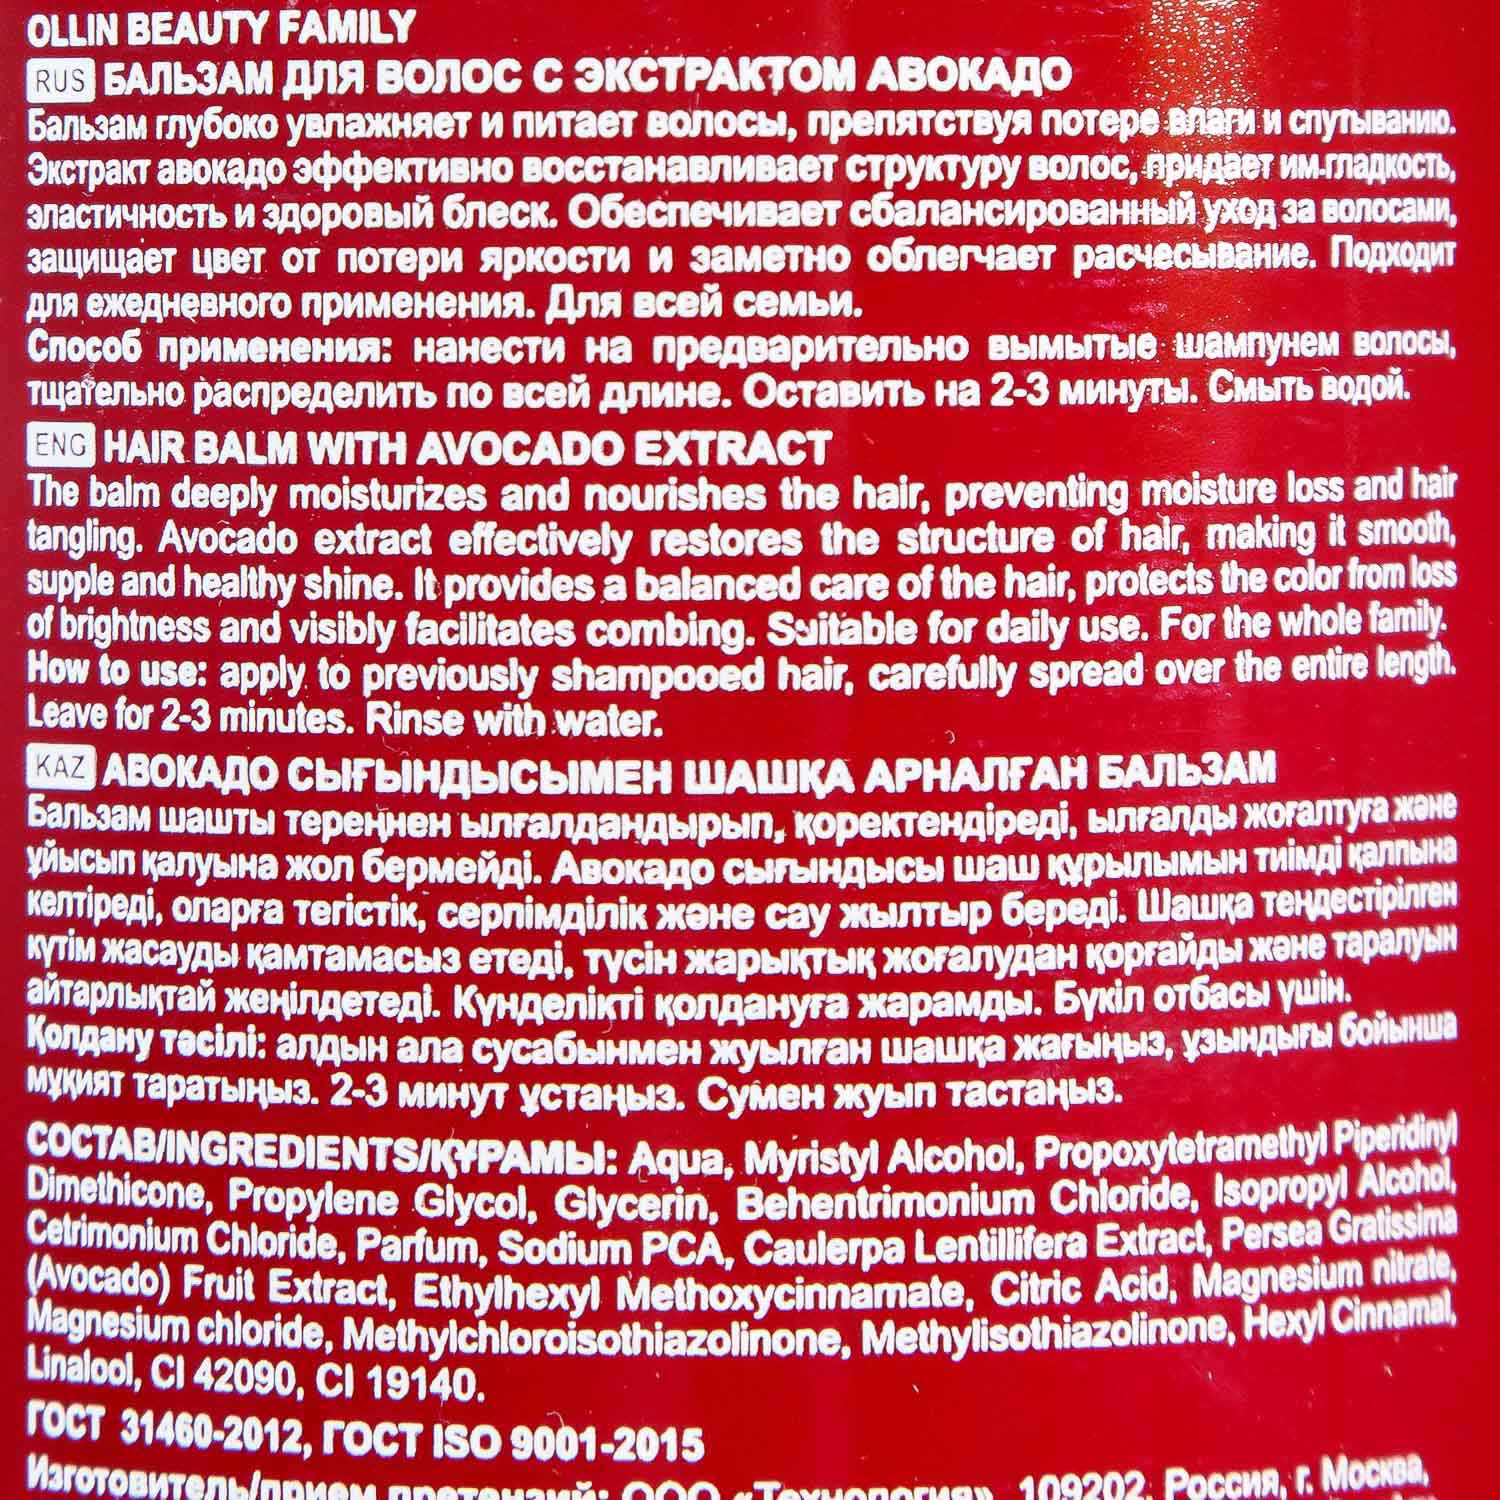 OLLIN BEAUTY FAMILY
RUS БАЛЬЗАМ ДЛЯ ВОЛОС С ЭКСТРАКТОМ АВОКАДО
Бальзам глубоко увлажняет и питает волосы, препятствуя потере влаги и спутыванию.
Экстракт авокадо эффективно восстанавливает структуру волос, придает им гладкость,
эластичность и здоровый блеск. Обеспечивает сбалансированный уход за волосами,
защищает цвет от потери яркости и заметно облегчает расчесывание. Подходит
для ежедневного применения. Для всей семьи.
Способ применения: нанести на предварительно вымытые шампунем волосы,
тщательно распределить по всей длине. Оставить на 2-3 минуты. Смыть водой.
ENG HAIR BALM WITH AVOCADO EXTRACT
The balm deeply moisturizes and nourishes the hair, preventing moisture loss and hair
tangling. Avocado extract effectively restores the structure of hair, making it smooth,
supple and healthy shine. It provides a balanced care of the hair, protects the color from loss
of brightness and visibly facilitates combing. Suitable for daily use. For the whole family.
How to use: apply to previously shampooed hair, carefully spread over the entire length.
Leave for 2-3 minutes. Rinse with water.
KAZ АВОКАДО СЫҒЫНДЫСЫМЕН ШАШҚА АРНАЛҒАН БАЛЬЗАМ
Бальзам шашты тереңнен ылғалдандырып, қоректендіреді, ылғалды жоғалтуға және
ұйысып қалуына жол бермейді. Авокадо сығындысы шаш құрылымын тиімді қалпына
келтіреді, оларға тегістік, серпімділік және сау жылтыр береді. Шашқа теңдестірілген
күтім жасауды қамтамасыз етеді, түсін жарықтық жоғалудан қорғайды және таралуын
айтарлықтай жеңілдетеді. Күнделікті қолдануға жарамды. Бүкіл отбасы үшін.
Қолдану тәсілі: алдын ала сусабынмен жуылған шашқа жағыңыз, ұзындығы бойынша
мұқият таратыңыз. 2-3 минут ұстаңыз. Сумен жуып тастаңыз.
СОСТАВ/INGREDIENTS/ҚҰРАМЫ: Aqua, Myristyl Alcohol, Propoxytetramethyl Piperidinyl
Dimethicone, Propylene Glycol, Glycerin, Behentrimonium Chloride, Isopropyl Alcohol,
Cetrimonium Chloride, Parfum, Sodium PCA, Caulerpa Lentillifera Extract, Persea Gratissima
(Avocado) Fruit Extract, Ethylhexyl Methoxycinnamate, Citric Acid, Magnesium nitrate,
Magnesium chloride, Methylchloroisothiazolinone, Methylisothiazolinone, Hexyl Cinnamal,
Linalool, CI 42090, CI 19140.
ГОСТ 31460-2012, ГОСТ ISO 9001-2015
Изготовитель/прием претензий: ООО «Технология», 109202, Россия, г. Москва,